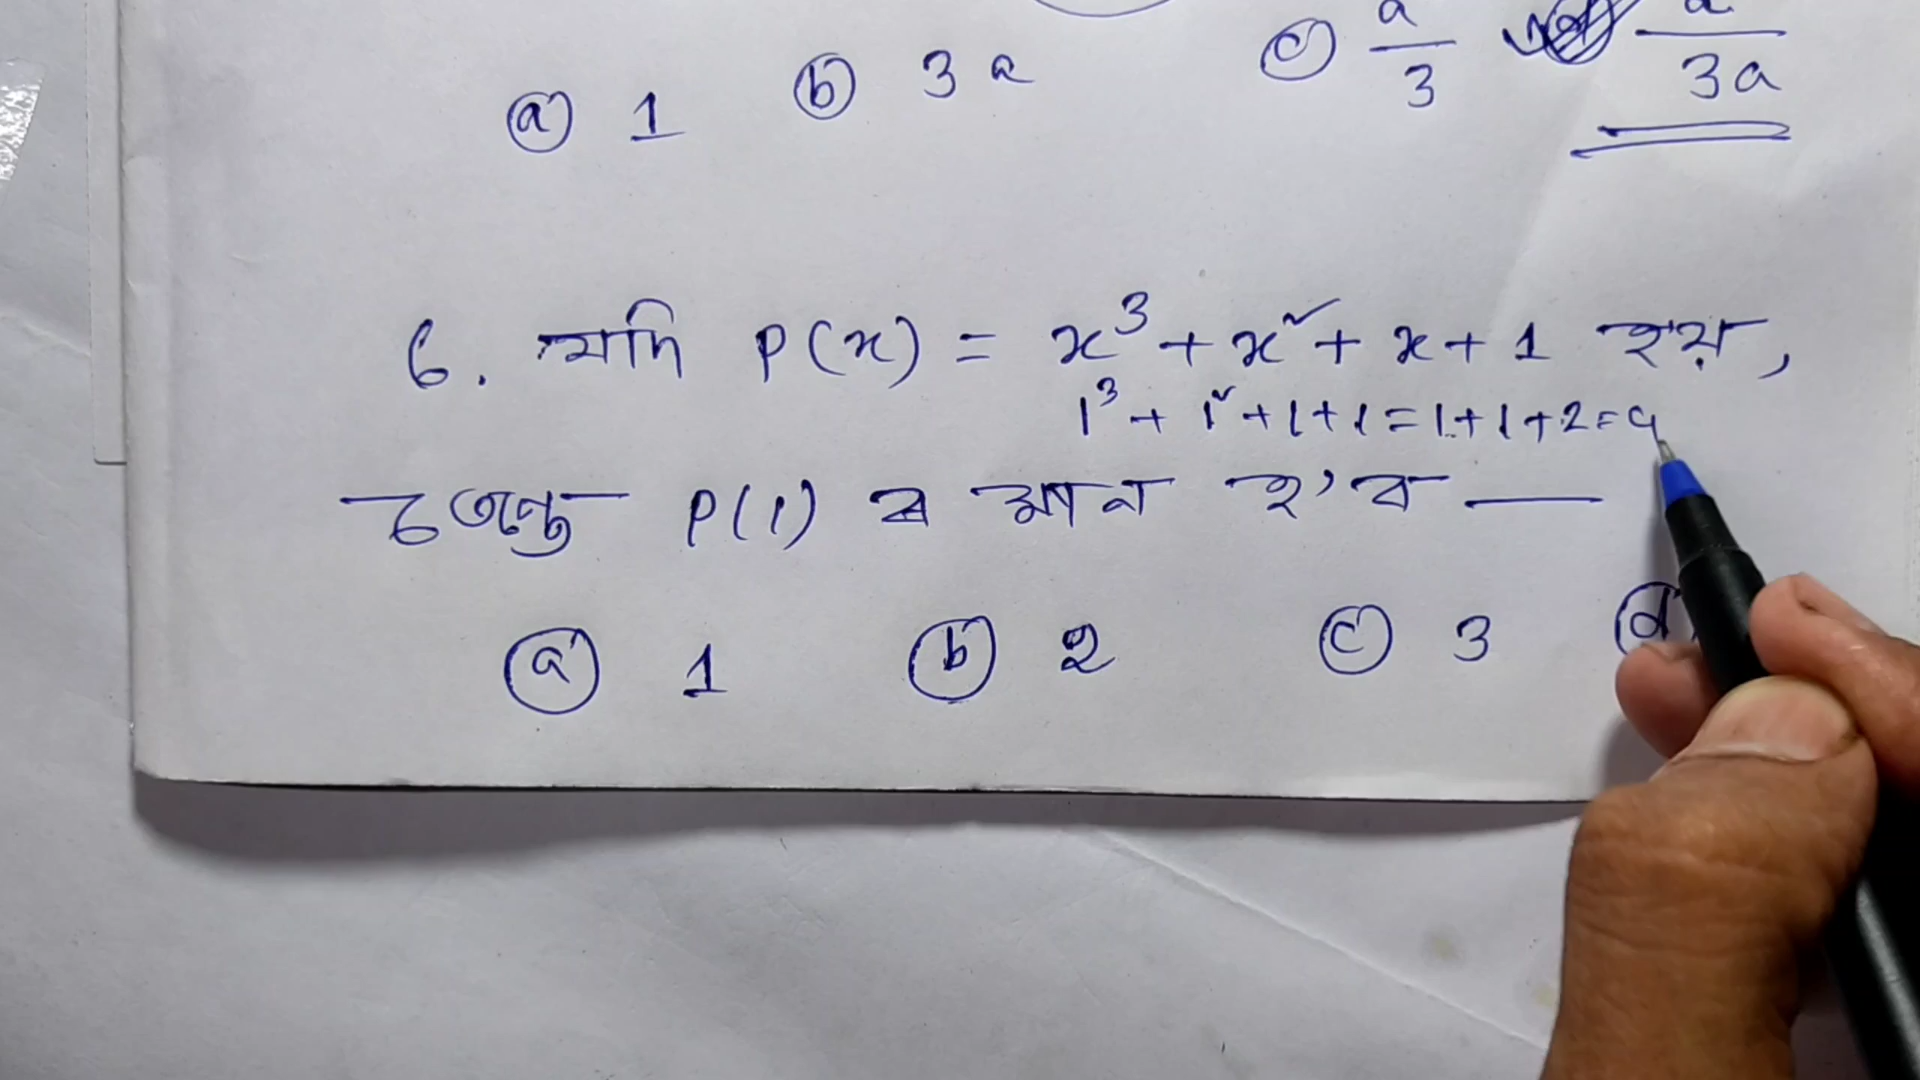 ⓐ 1 ⓑ 3a ⓒ a/3 ⓓ a/3a
6. যদি P(x) = x³ + x² + x + 1 হয়,
1³ + 1² + 1 + 1 = 1 + 1 + 2 = 4
তেন্তে P(1) ৰ মান হ'ব —
ⓐ 1 ⓑ 2 ⓒ 3 ⓓ